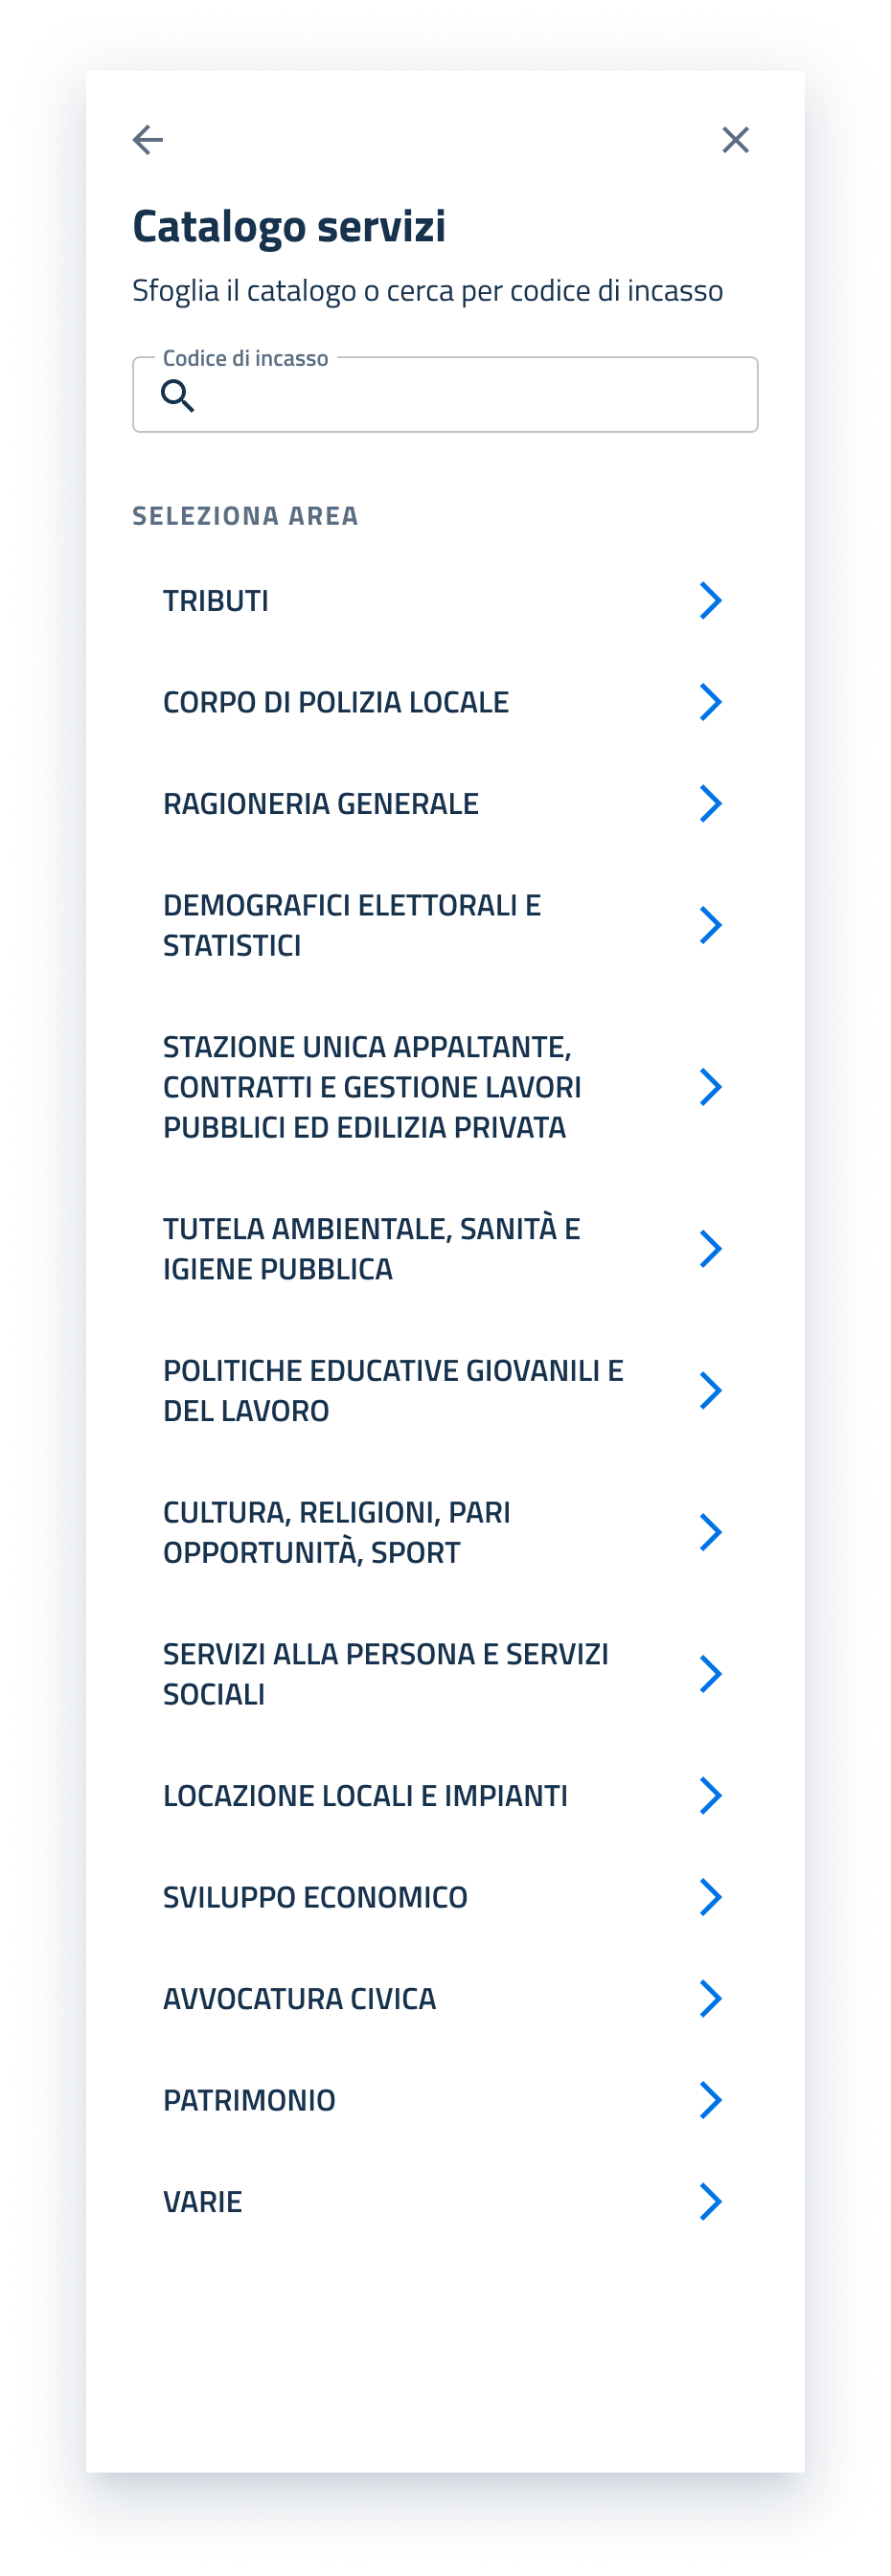 Catalogo servizi
Sfoglia il catalogo o cerca per codice di incasso
Codice di incasso
SELEZIONA AREA
TRIBUTI
CORPO DI POLIZIA LOCALE
RAGIONERIA GENERALE
DEMOGRAFICI ELETTORALI E
STATISTICI
STAZIONE UNICA APPALTANTE,
CONTRATTI E GESTIONE LAVORI
PUBBLICI ED EDILIZIA PRIVATA
TUTELA AMBIENTALE, SANITÀ E
IGIENE PUBBLICA
POLITICHE EDUCATIVE GIOVANILI E
DEL LAVORO
CULTURA, RELIGIONI, PARI
OPPORTUNITÀ, SPORT
SERVIZI ALLA PERSONA E SERVIZI
SOCIALI
LOCAZIONE LOCALI E IMPIANTI
SVILUPPO ECONOMICO
AVVOCATURA CIVICA
PATRIMONIO
VARIE